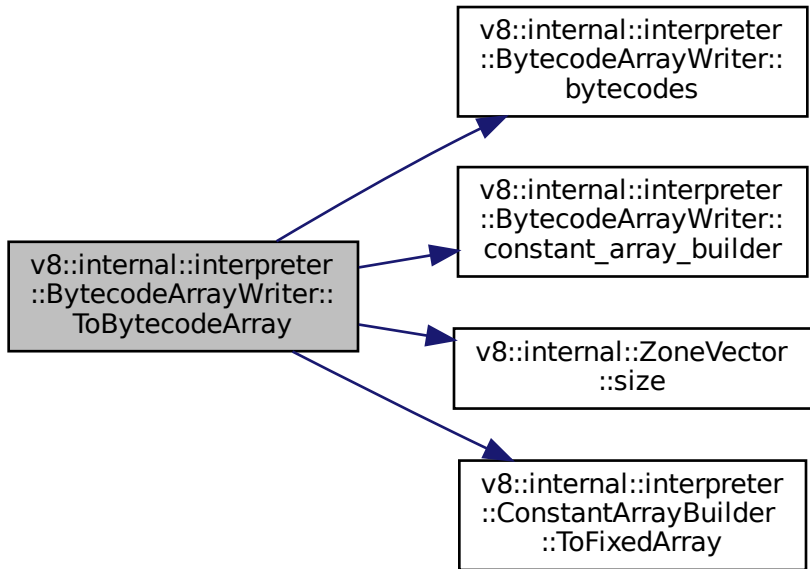 v8::internal::interpreter
::BytecodeArrayWriter::
bytecodes
v8::internal::interpreter
::BytecodeArrayWriter::
constant_array_builder
v8::internal::interpreter
::BytecodeArrayWriter::
ToBytecodeArray
v8::internal::ZoneVector
::size
v8::internal::interpreter
::ConstantArrayBuilder
::ToFixedArray